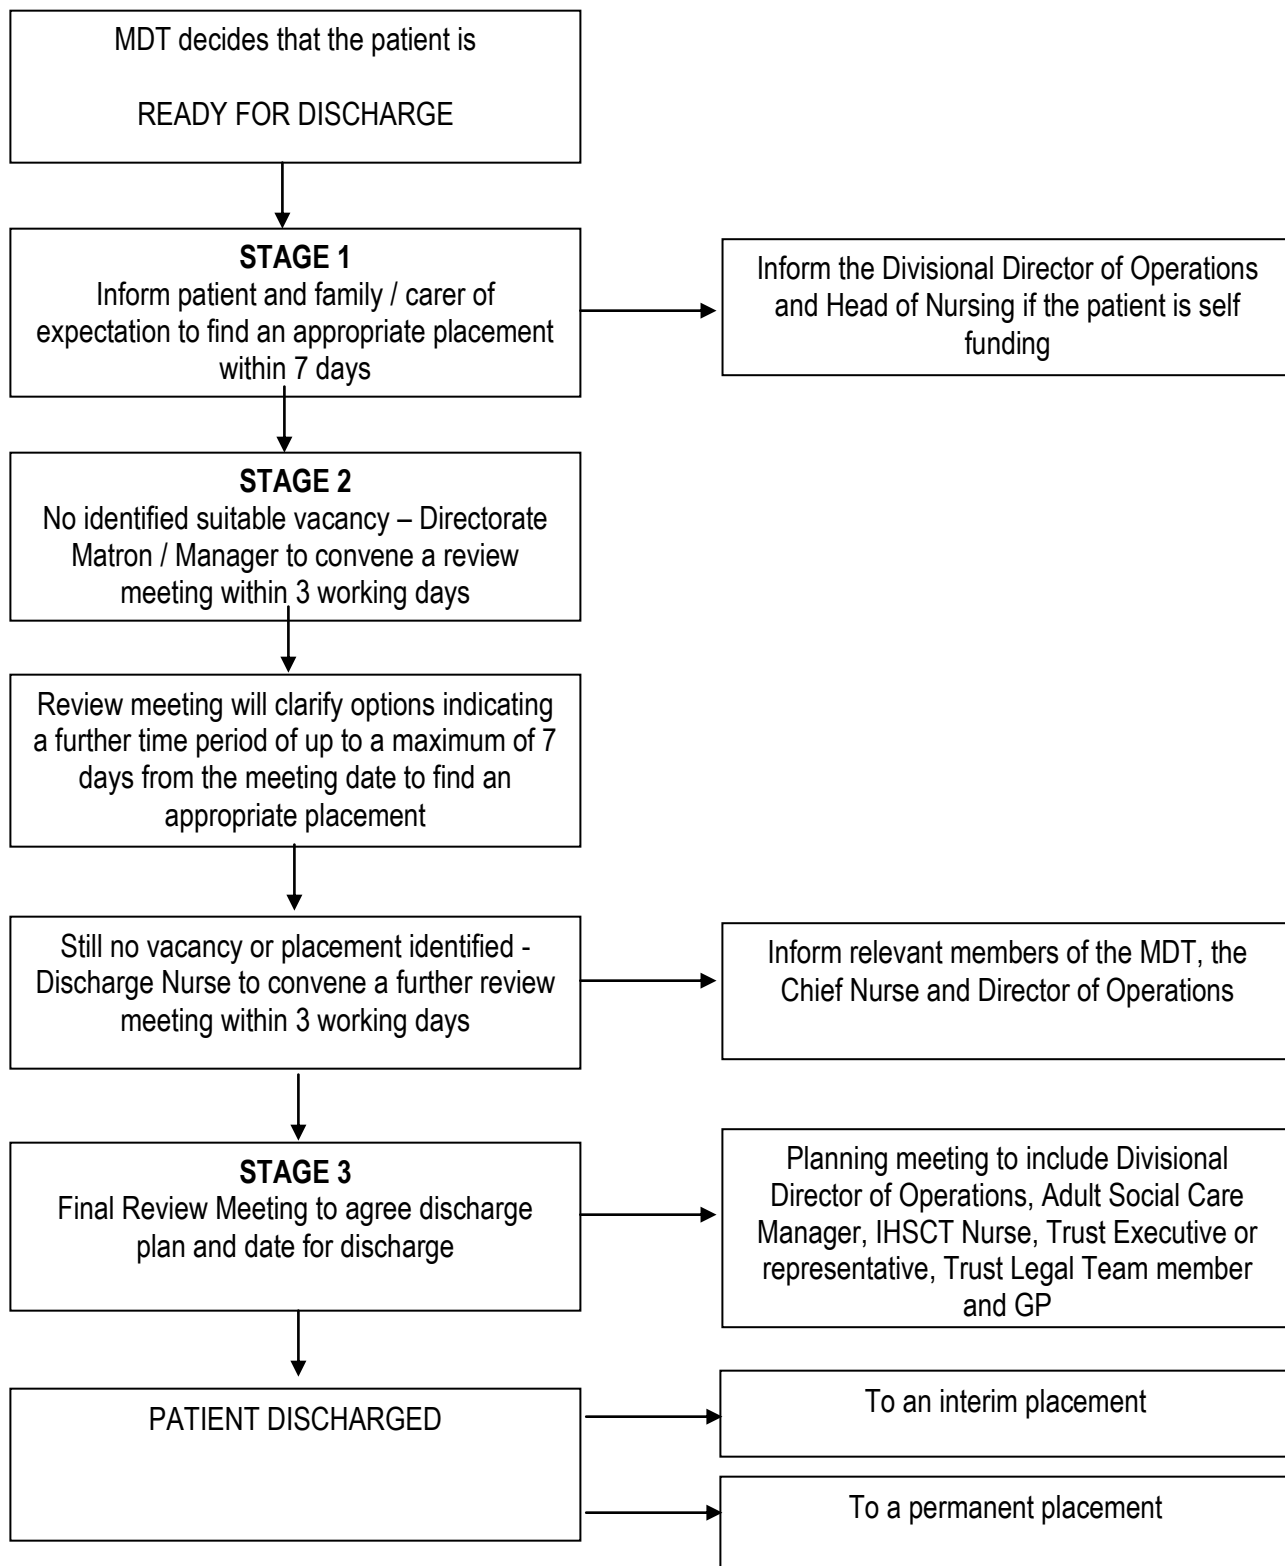 MDT decides that the patient is
READY FOR DISCHARGE
STAGE 1
Inform patient and family / carer of
expectation to find an appropriate placement
within 7 days
Inform the Divisional Director of Operations
and Head of Nursing if the patient is self
funding
STAGE 2
No identified suitable vacancy – Directorate
Matron / Manager to convene a review
meeting within 3 working days
Review meeting will clarify options indicating
a further time period of up to a maximum of 7
days from the meeting date to find an
appropriate placement
Still no vacancy or placement identified -
Discharge Nurse to convene a further review
meeting within 3 working days
Inform relevant members of the MDT, the
Chief Nurse and Director of Operations
STAGE 3
Final Review Meeting to agree discharge
plan and date for discharge
Planning meeting to include Divisional
Director of Operations, Adult Social Care
Manager, IHSCT Nurse, Trust Executive or
representative, Trust Legal Team member
and GP
PATIENT DISCHARGED
To an interim placement
To a permanent placement